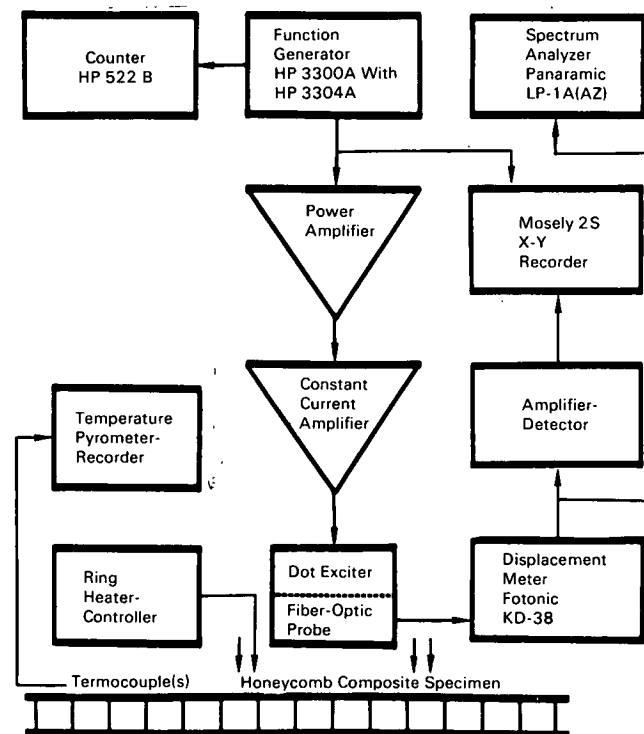 Counter
HP 522 B
Function
Generator
HP 3300A With
HP 3304A
Spectrum
Analyzer
Panaramic
LP-1A(AZ)
Power
Amplifier
Mosely 2S
X-Y
Recorder
Constant
Current
Amplifier
Temperature
Pyrometer-
Recorder
Amplifier-
Detector
Ring
Heater-
Controller
Dot Exciter
Fiber-Optic
Probe
Displacement
Meter
Fotonic
KD-38
Termocouple(s)
Honeycomb Composite Specimen